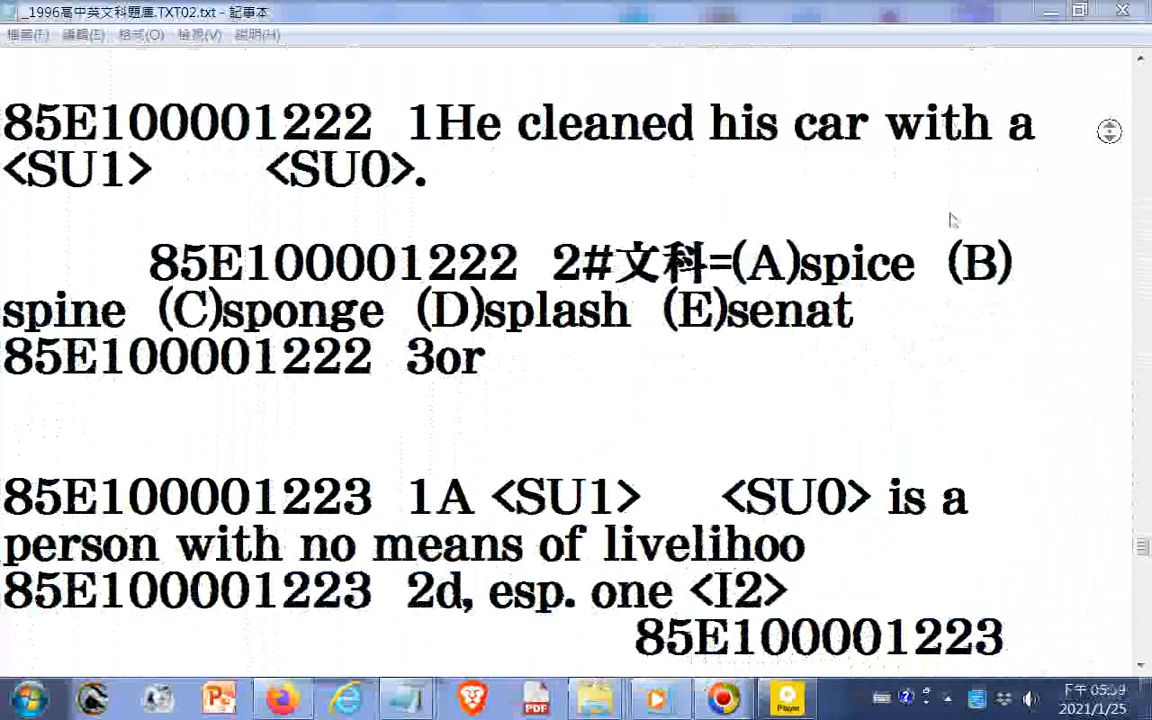 _1996高中英文科題庫.TXT02.txt - 記事本
檔案(F) 編輯(E) 格式(O) 檢視(V) 說明(H)
85E100001222 1He cleaned his car with a
<SU1> <SU0>.
85E100001222 2#文科=(A)spice (B)
spine (C)sponge (D)splash (E)senat
85E100001222 3or
85E100001223 1A <SU1> <SU0> is a
person with no means of livelihoo
85E100001223 2d, esp. one <I2>
85E100001223
PDF
Player
下午 05:09
2021/1/25